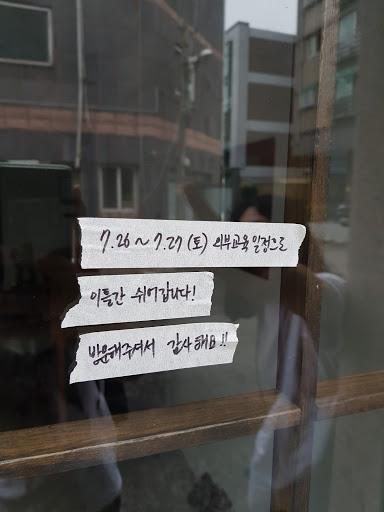 7.26 ~ 7.27 (토) 외부교육 일정으로
이틀간 쉬어갑니다!
방문해주셔서 감사해요!!